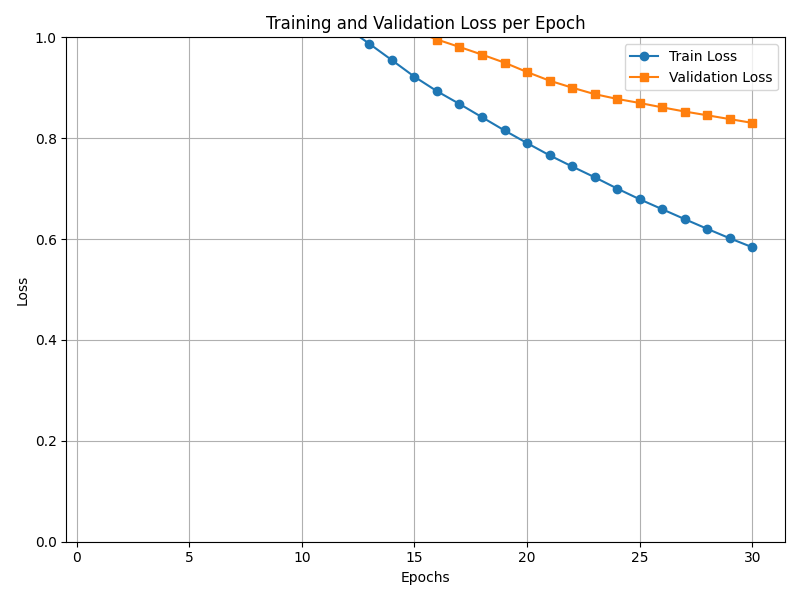 Training and Validation Loss per Epoch
Train Loss
Validation Loss
Loss
1.0
0.8
0.6
0.4
0.2
0.0
0 5 10 15 20 25 30
Epochs